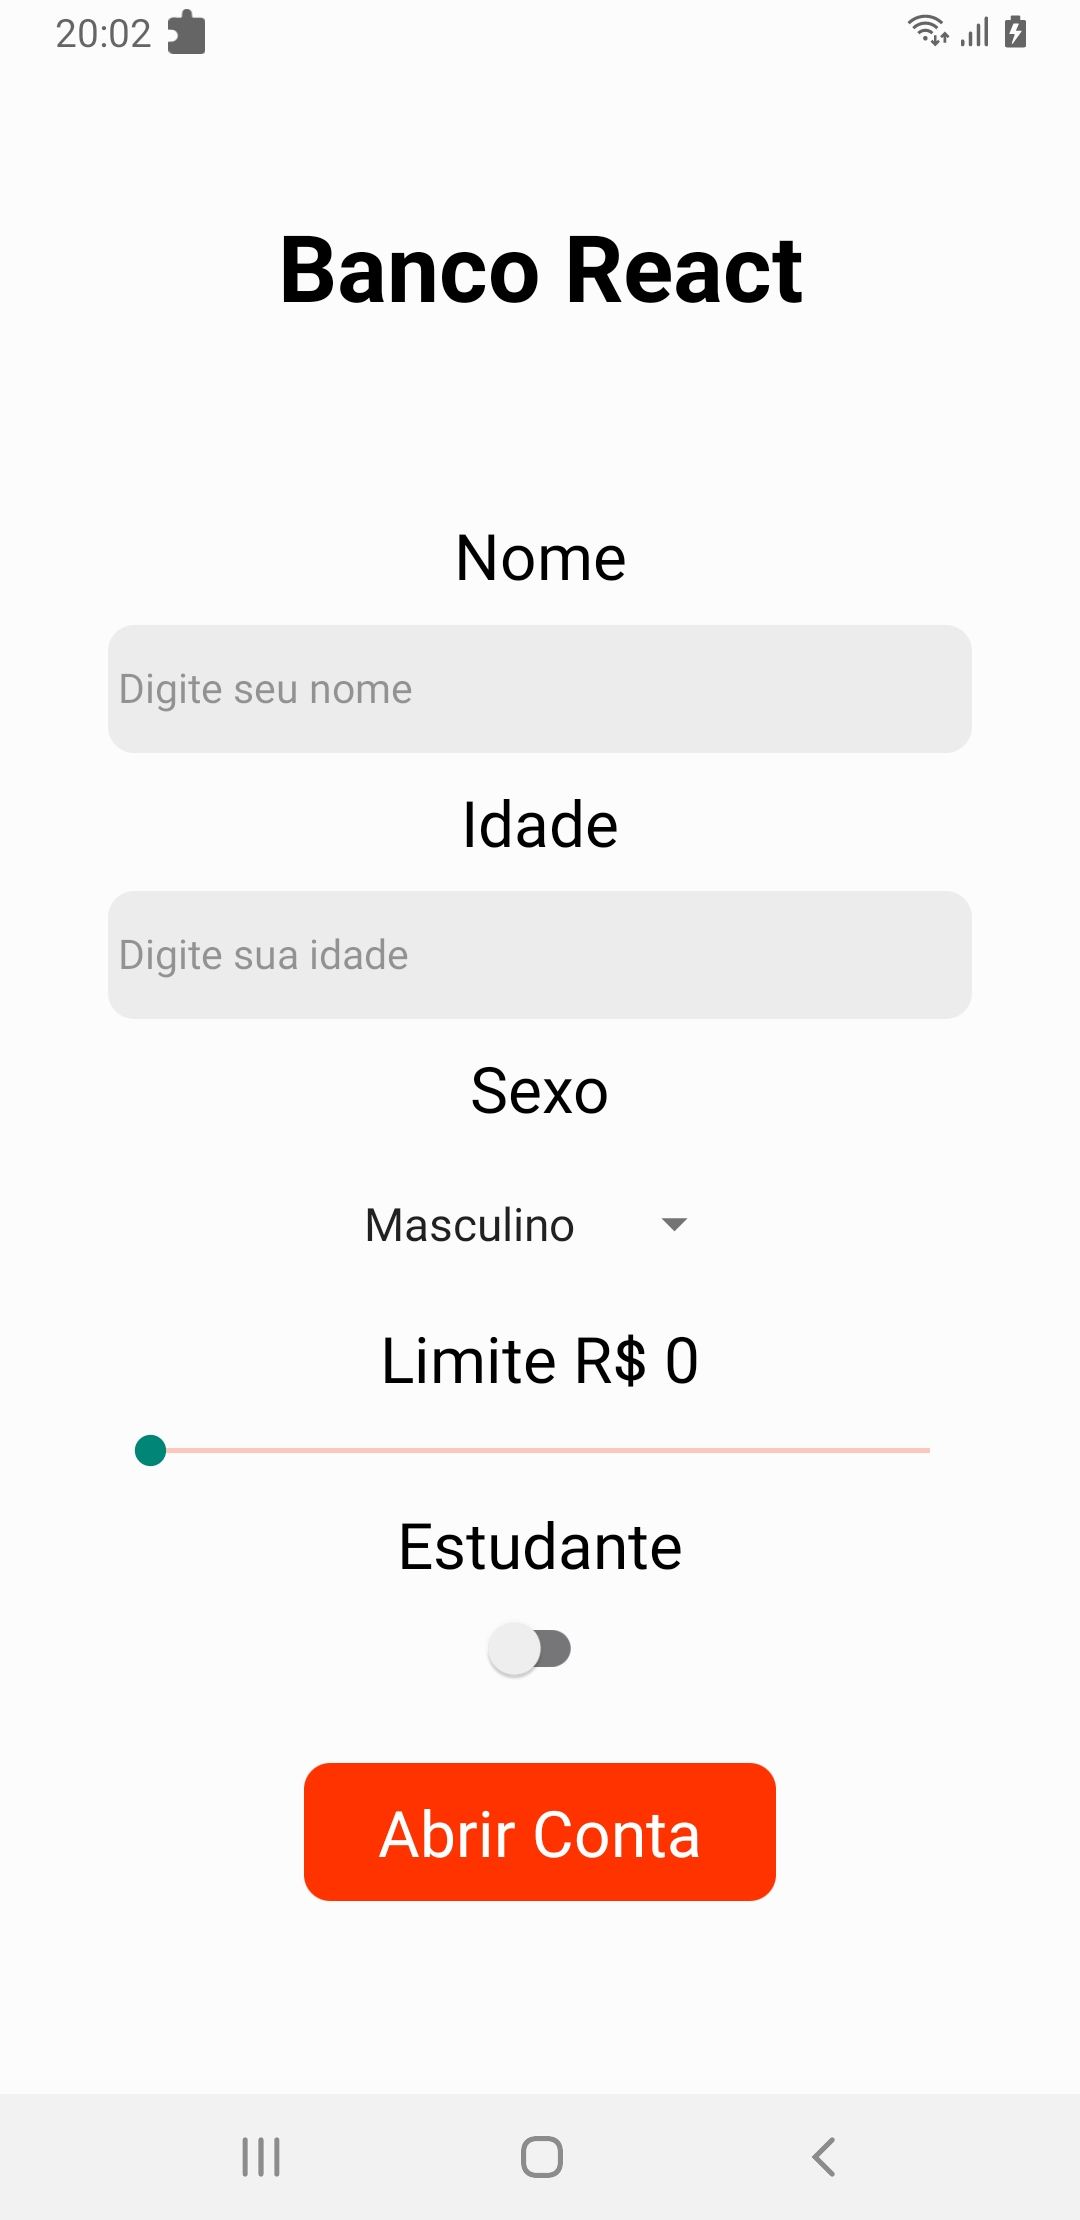 20:02
Banco React
Nome
Digite seu nome
Idade
Digite sua idade
Sexo
Masculino
Limite R$ 0
Estudante
Abrir Conta